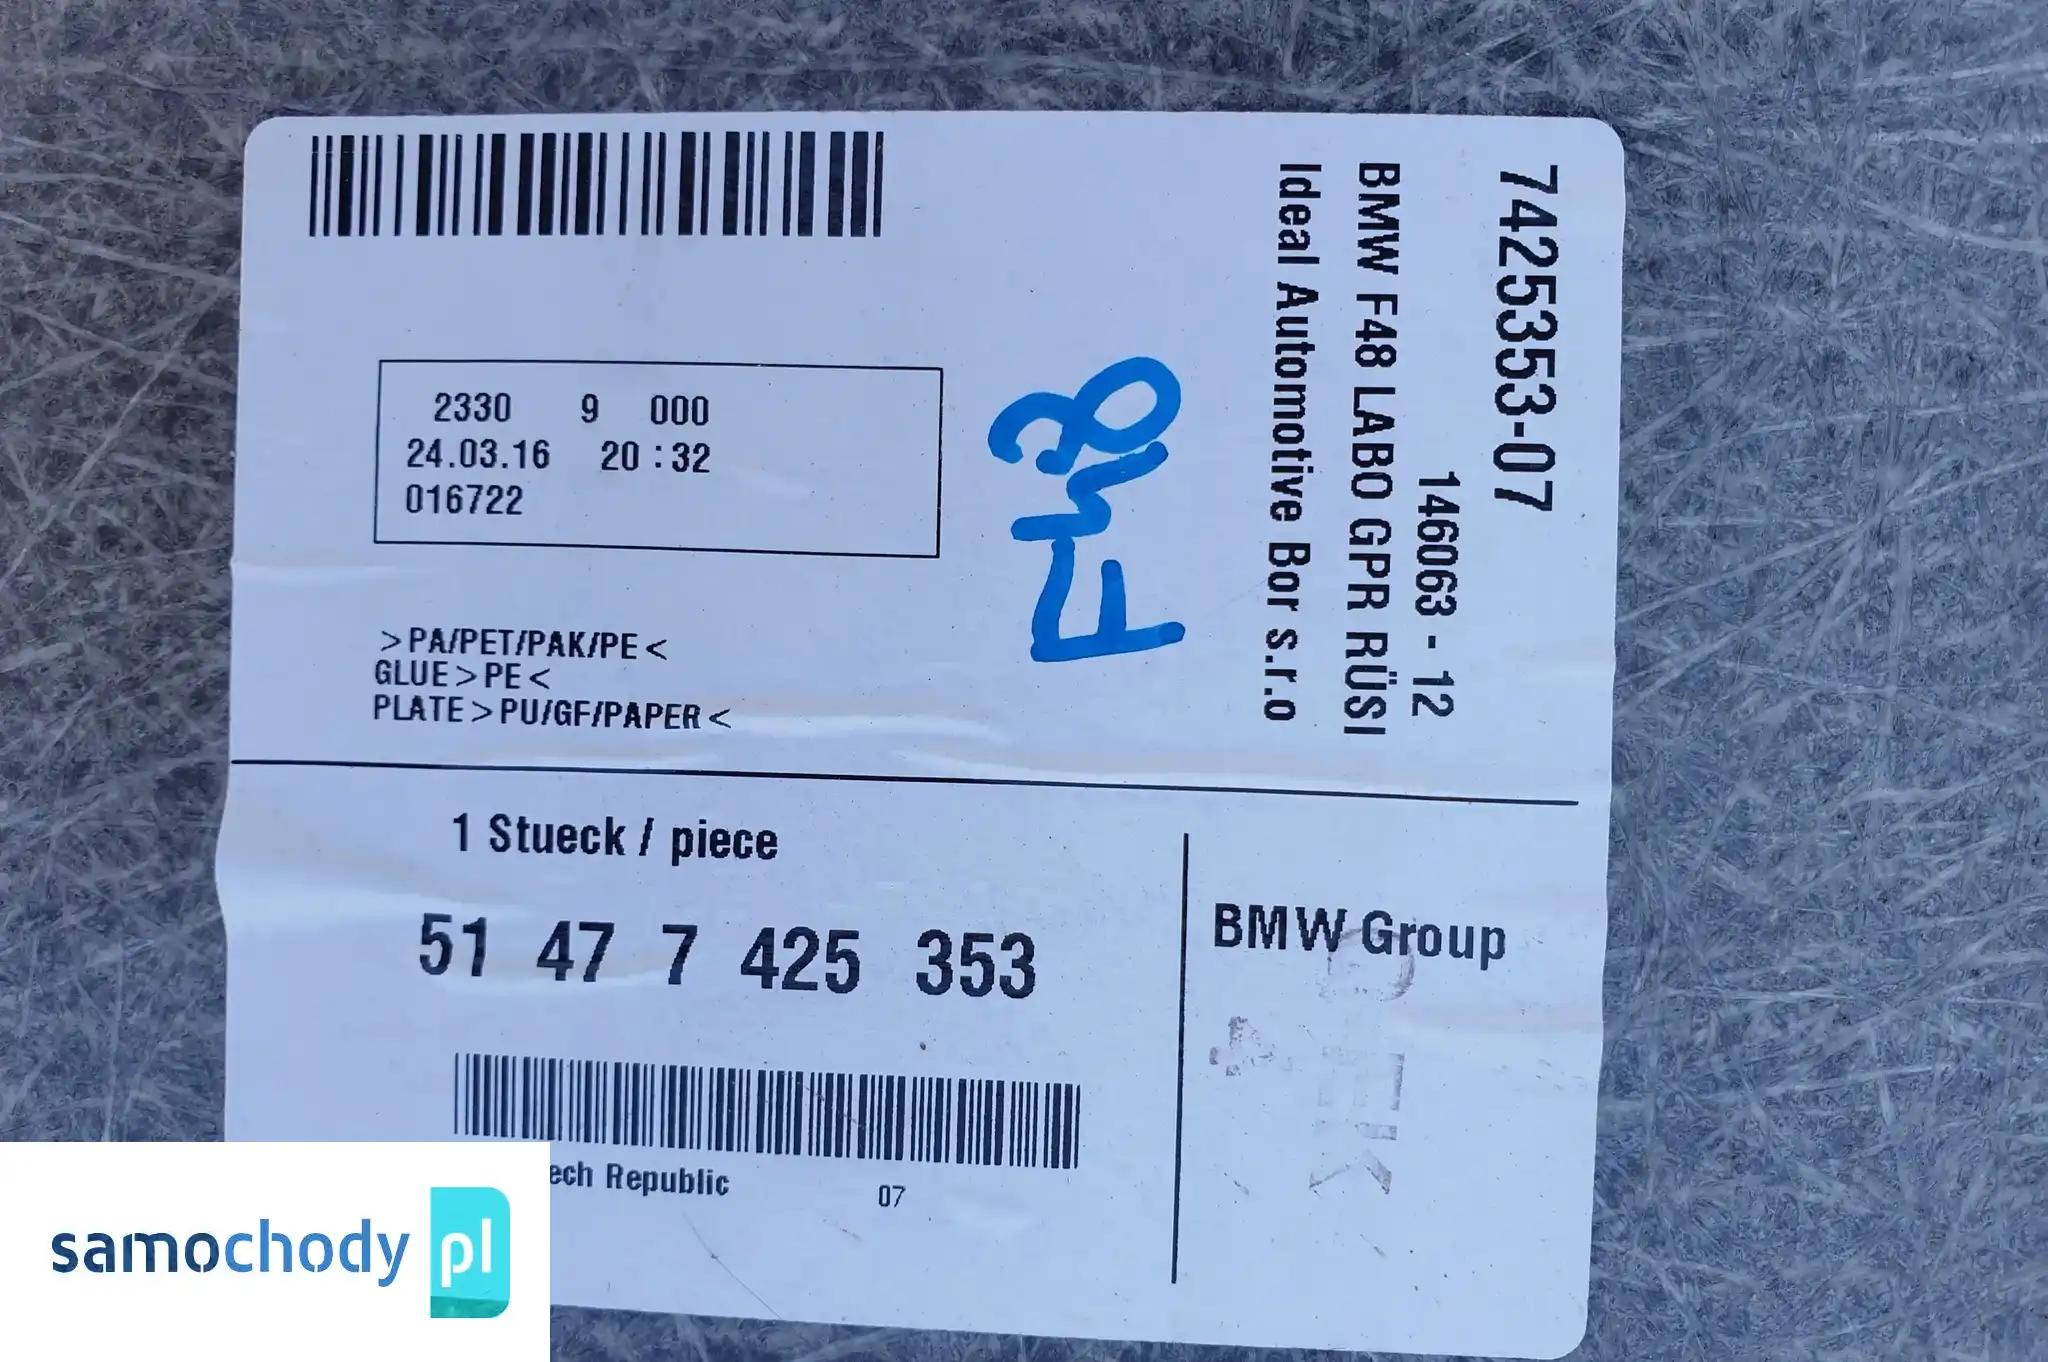 7425353-07
146063 - 12
BMW F48 LABO GPR RÜSI
Ideal Automotive Bor s.r.o
F48
2330 9 000
24.03.16 20:32
016722
>PA/PET/PAK/PE<
GLUE>PE<
PLATE>PU/GF/PAPER<
1 Stueck / piece
51 47 7 425 353
BMW Group
ech Republic 07
samochody pl